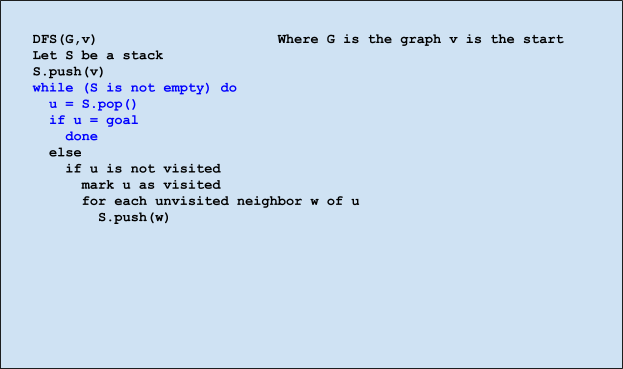 DFS(G,v) Where G is the graph v is the start
Let S be a stack
S.push(v)
while (S is not empty) do
u = S.pop()
if u = goal
done
else
if u is not visited
mark u as visited
for each unvisited neighbor w of u
S.push(w)